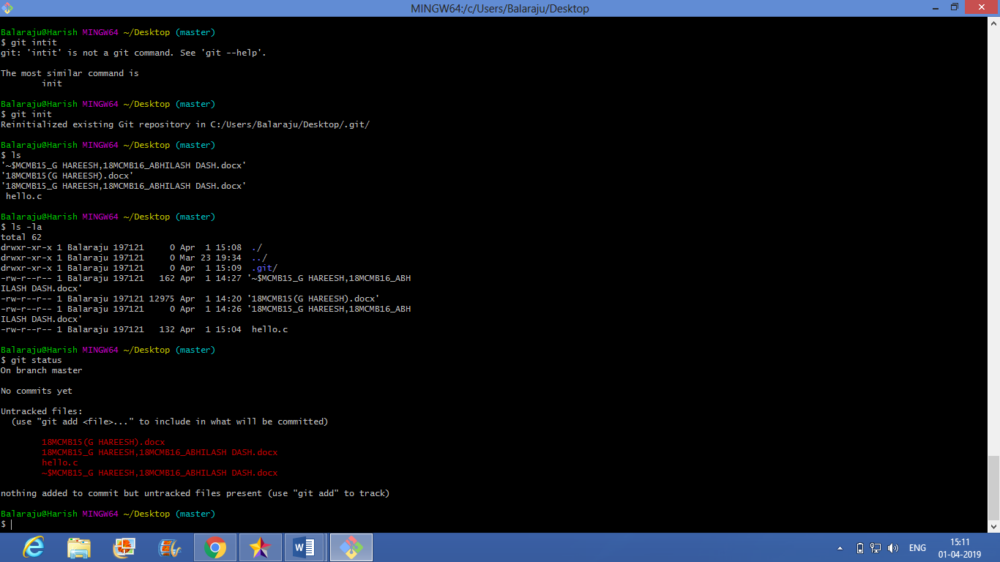 MINGW64:/c/Users/Balaraju/Desktop
Balaraju@Harish MINGW64 ~/Desktop (master)
$ git intit
git: 'intit' is not a git command. See 'git --help'.
The most similar command is
init
Balaraju@Harish MINGW64 ~/Desktop (master)
$ git init
Reinitialized existing Git repository in C:/Users/Balaraju/Desktop/.git/
Balaraju@Harish MINGW64 ~/Desktop (master)
$ ls
'~$MCMB15_G HAREESH,18MCMB16_ABHILASH DASH.docx'
'18MCMB15(G HAREESH).docx'
'18MCMB15_G HAREESH,18MCMB16_ABHILASH DASH.docx'
hello.c
Balaraju@Harish MINGW64 ~/Desktop (master)
$ ls -la
total 62
drwxr-xr-x 1 Balaraju 197121     0 Apr  1 15:08  ./
drwxr-xr-x 1 Balaraju 197121     0 Mar 23 19:34  ../
drwxr-xr-x 1 Balaraju 197121     0 Apr  1 15:09  .git/
-rw-r--r-- 1 Balaraju 197121   162 Apr  1 14:27 '~$MCMB15_G HAREESH,18MCMB16_ABH
ILASH DASH.docx'
-rw-r--r-- 1 Balaraju 197121 12975 Apr  1 14:20 '18MCMB15(G HAREESH).docx'
-rw-r--r-- 1 Balaraju 197121     0 Apr  1 14:26 '18MCMB15_G HAREESH,18MCMB16_ABH
ILASH DASH.docx'
-rw-r--r-- 1 Balaraju 197121   132 Apr  1 15:04  hello.c
Balaraju@Harish MINGW64 ~/Desktop (master)
$ git status
On branch master
No commits yet
Untracked files:
(use "git add <file>..." to include in what will be committed)
18MCMB15(G HAREESH).docx
18MCMB15_G HAREESH,18MCMB16_ABHILASH DASH.docx
hello.c
~$MCMB15_G HAREESH,18MCMB16_ABHILASH DASH.docx
nothing added to commit but untracked files present (use "git add" to track)
Balaraju@Harish MINGW64 ~/Desktop (master)
$
W
ENG
15:11
01-04-2019